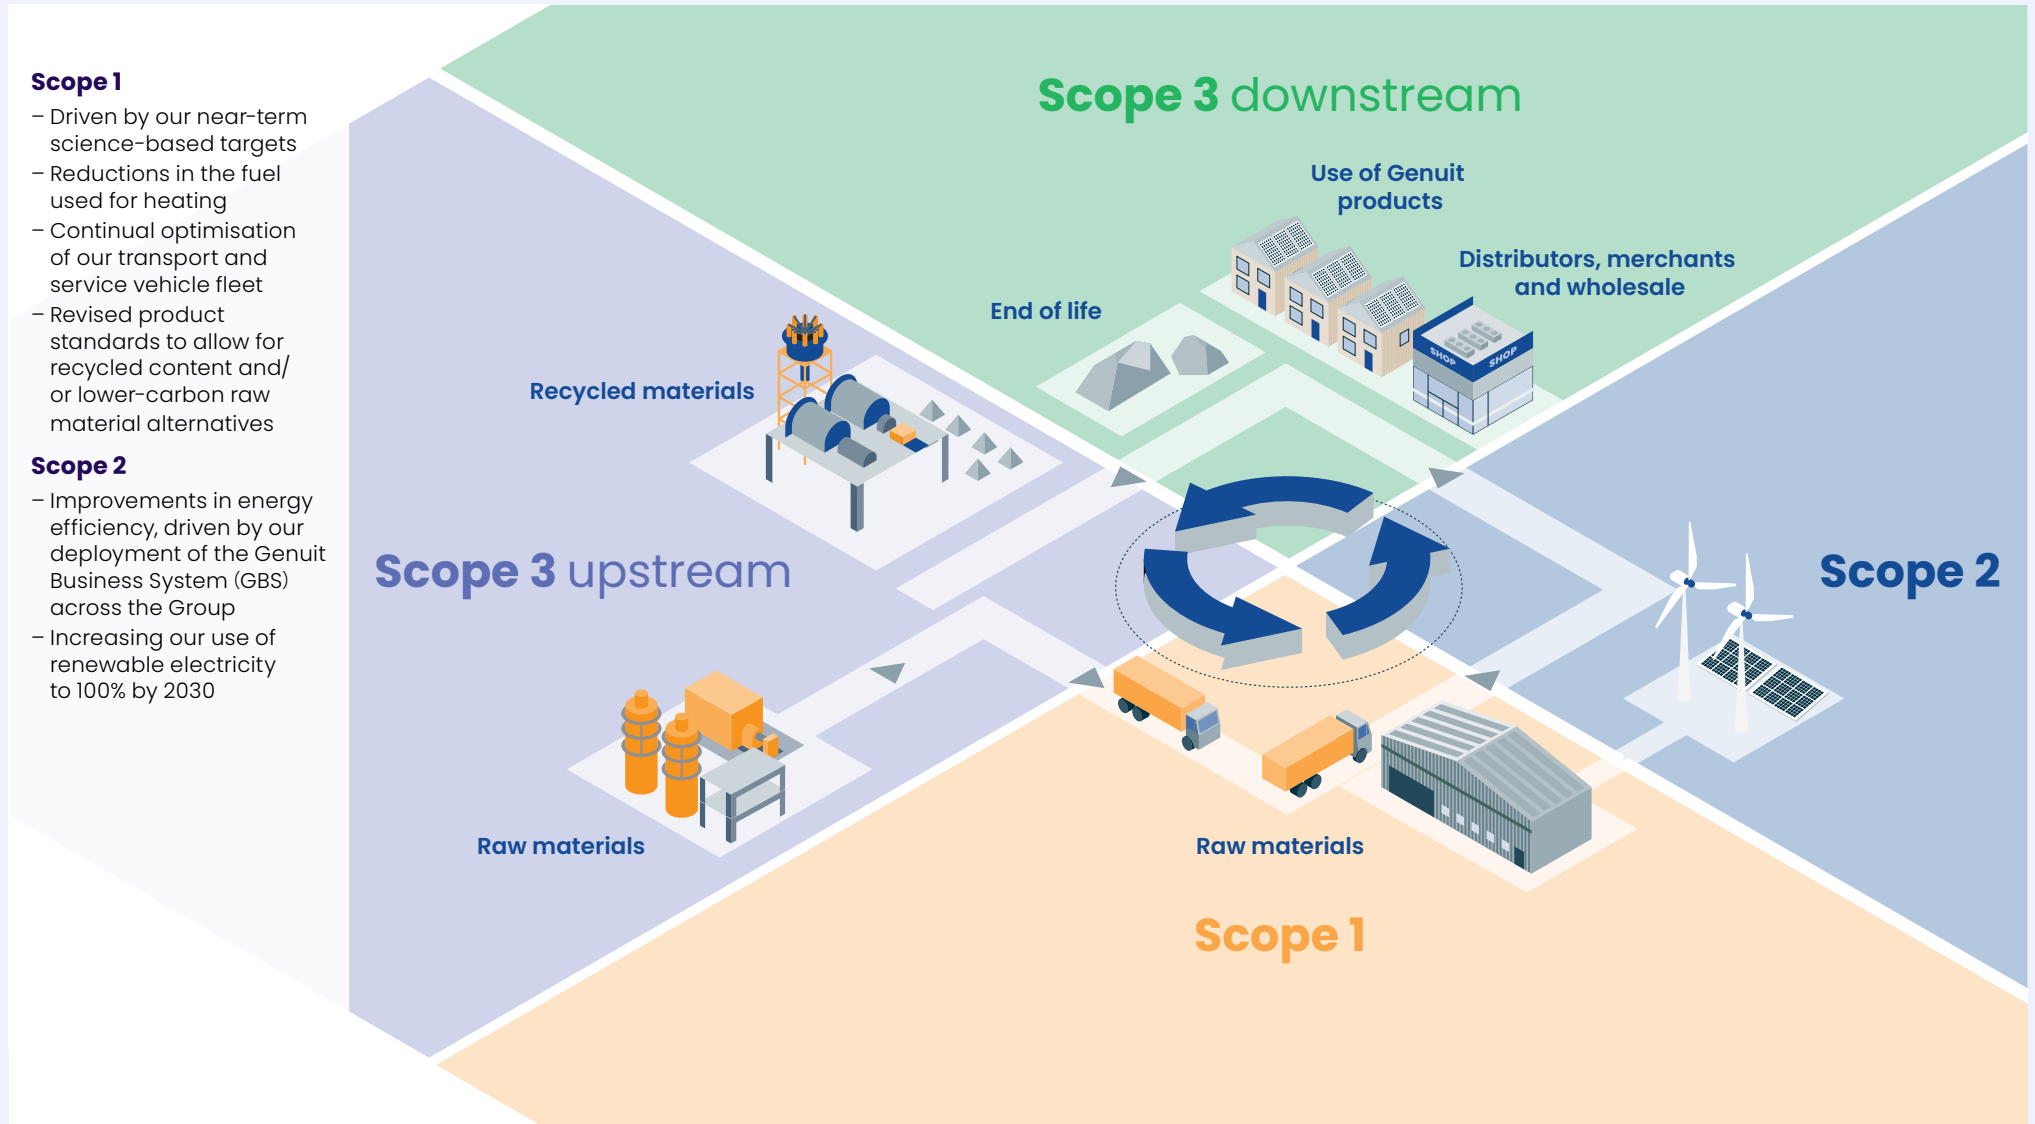 Scope 1
– Driven by our near-term
science-based targets
– Reductions in the fuel
used for heating
– Continual optimisation
of our transport and
service vehicle fleet
– Revised product
standards to allow for
recycled content and/
or lower-carbon raw
material alternatives
Scope 2
– Improvements in energy
efficiency, driven by our
deployment of the Genuit
Business System (GBS)
across the Group
– Increasing our use of
renewable electricity
to 100% by 2030
Scope 3 downstream
Use of Genuit
products
Distributors, merchants
and wholesale
End of life
SHOP
SHOP
Recycled materials
Scope 3 upstream
Scope 2
Raw materials
Raw materials
Scope 1